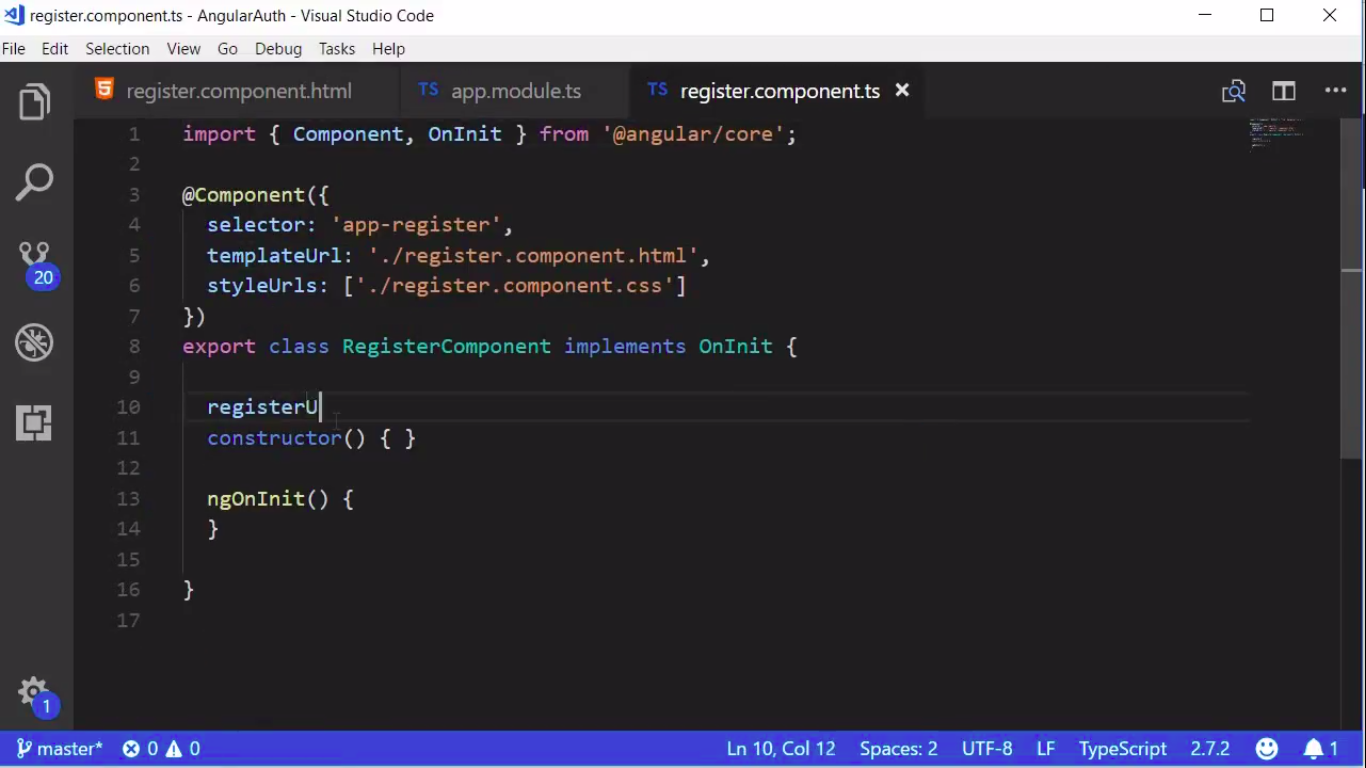 register.component.ts - AngularAuth - Visual Studio Code
File Edit Selection View Go Debug Tasks Help
register.component.html TS app.module.ts TS register.component.ts
1 import { Component, OnInit } from '@angular/core';
2
3 @Component({
4 selector: 'app-register',
5 templateUrl: './register.component.html',
6 styleUrls: ['./register.component.css']
7 })
8 export class RegisterComponent implements OnInit {
9
10 registerU
11 constructor() { }
12
13 ngOnInit() {
14 }
15
16 }
17
20
1
master* 0 0 Ln 10, Col 12 Spaces: 2 UTF-8 LF TypeScript 2.7.2 1